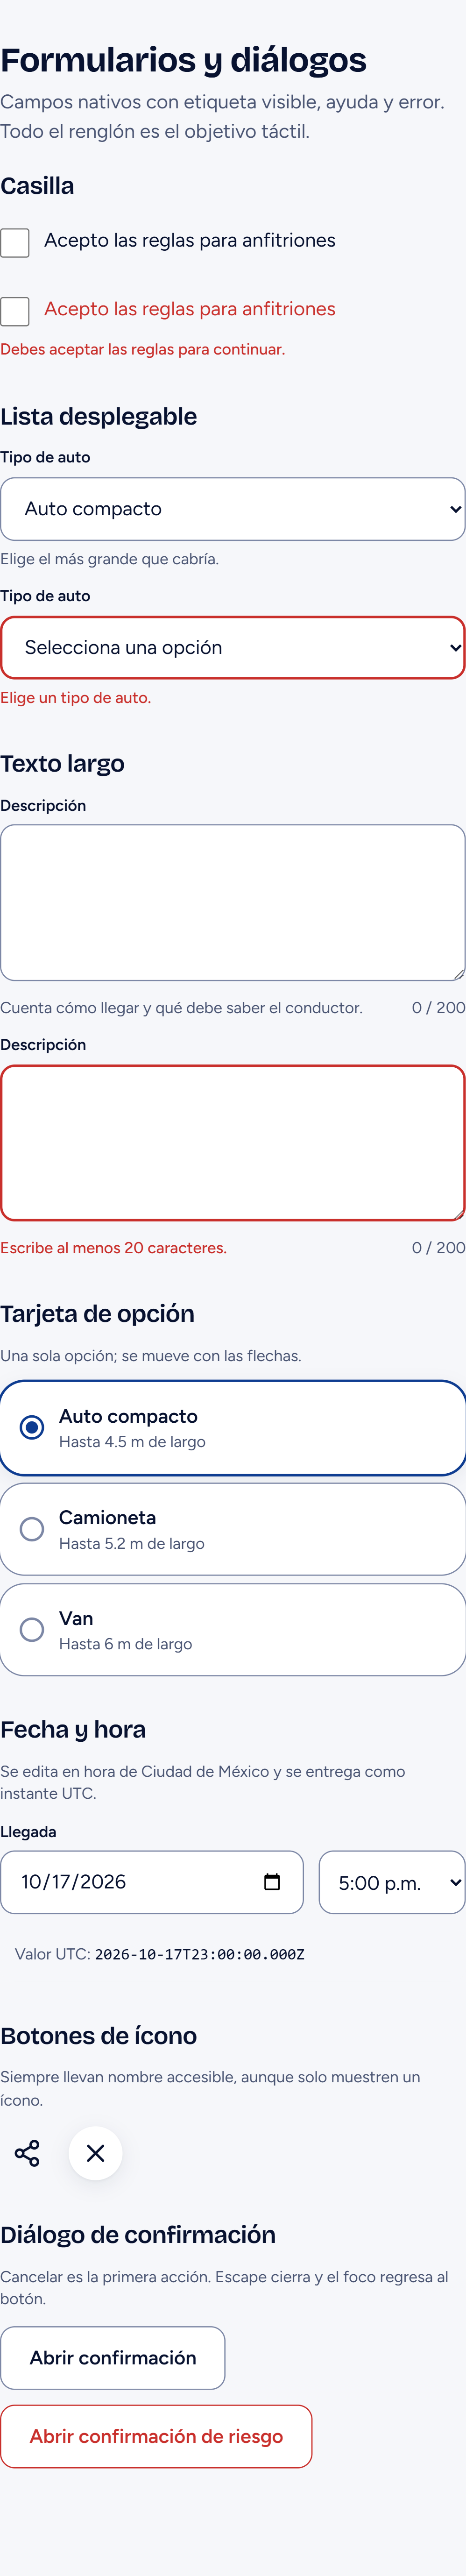 Formularios y diálogos
Campos nativos con etiqueta visible, ayuda y error.
Todo el renglón es el objetivo táctil.
Casilla
Acepto las reglas para anfitriones
Acepto las reglas para anfitriones
Debes aceptar las reglas para continuar.
Lista desplegable
Tipo de auto
Auto compacto
Elige el más grande que cabría.
Tipo de auto
Selecciona una opción
Elige un tipo de auto.
Texto largo
Descripción
Cuenta cómo llegar y qué debe saber el conductor. 0 / 200
Descripción
Escribe al menos 20 caracteres. 0 / 200
Tarjeta de opción
Una sola opción; se mueve con las flechas.
Auto compacto
Hasta 4.5 m de largo
Camioneta
Hasta 5.2 m de largo
Van
Hasta 6 m de largo
Fecha y hora
Se edita en hora de Ciudad de México y se entrega como
instante UTC.
Llegada
10/17/2026 5:00 p.m.
Valor UTC: 2026-10-17T23:00:00.000Z
Botones de ícono
Siempre llevan nombre accesible, aunque solo muestren un
ícono.
Diálogo de confirmación
Cancelar es la primera acción. Escape cierra y el foco regresa al
botón.
Abrir confirmación
Abrir confirmación de riesgo